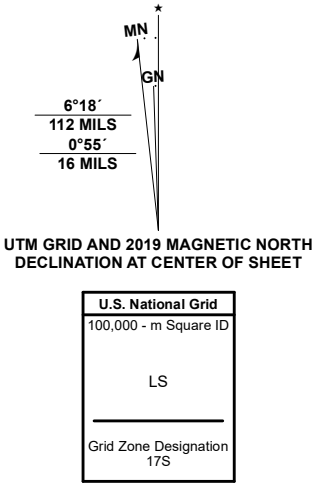 ★
MN
GN
6°18´
112 MILS
0°55´
16 MILS
UTM GRID AND 2019 MAGNETIC NORTH
DECLINATION AT CENTER OF SHEET
U.S. National Grid
100,000 - m Square ID
LS
Grid Zone Designation
17S